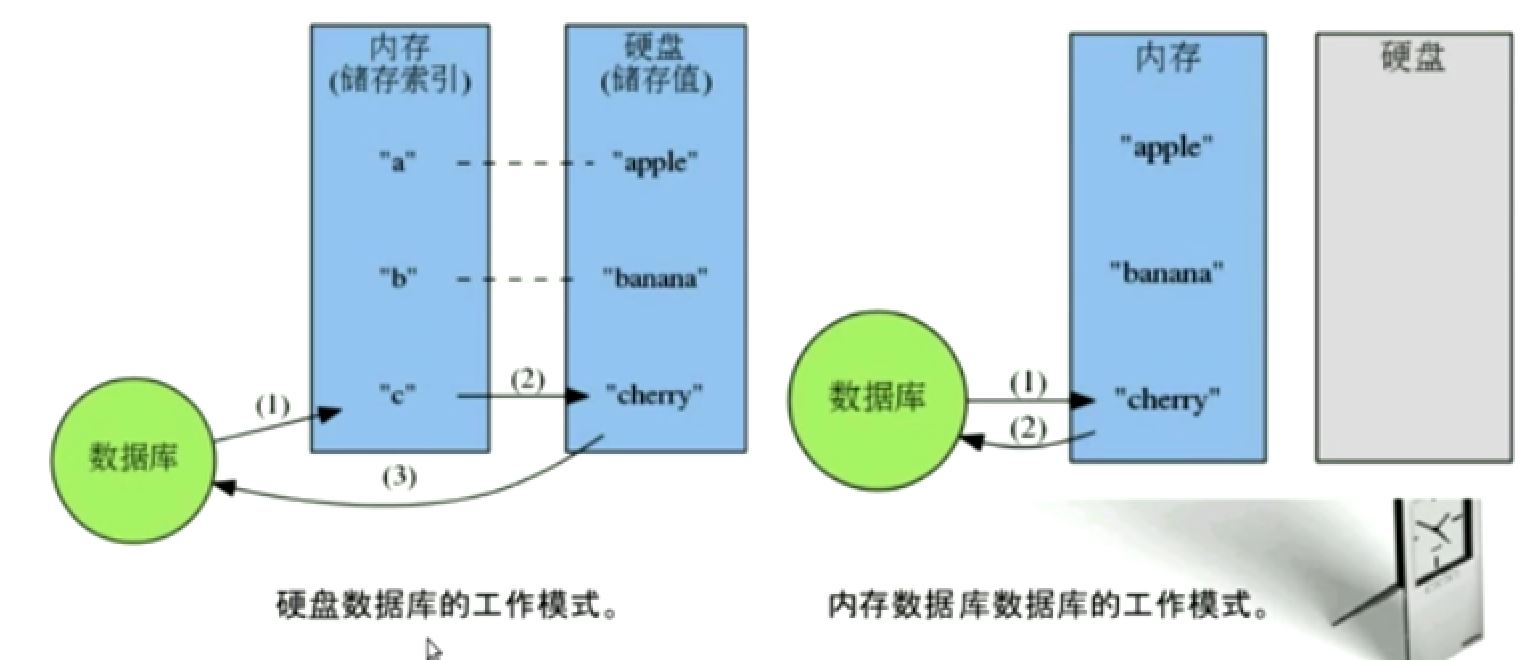 内存
(储存索引)
"a"
"b"
"c"
硬盘
(储存值)
"apple"
"banana"
"cherry"
数据库
(1)
(2)
(3)
硬盘数据库的工作模式。
内存
"apple"
"banana"
"cherry"
硬盘
数据库
(1)
(2)
内存数据库数据库的工作模式。